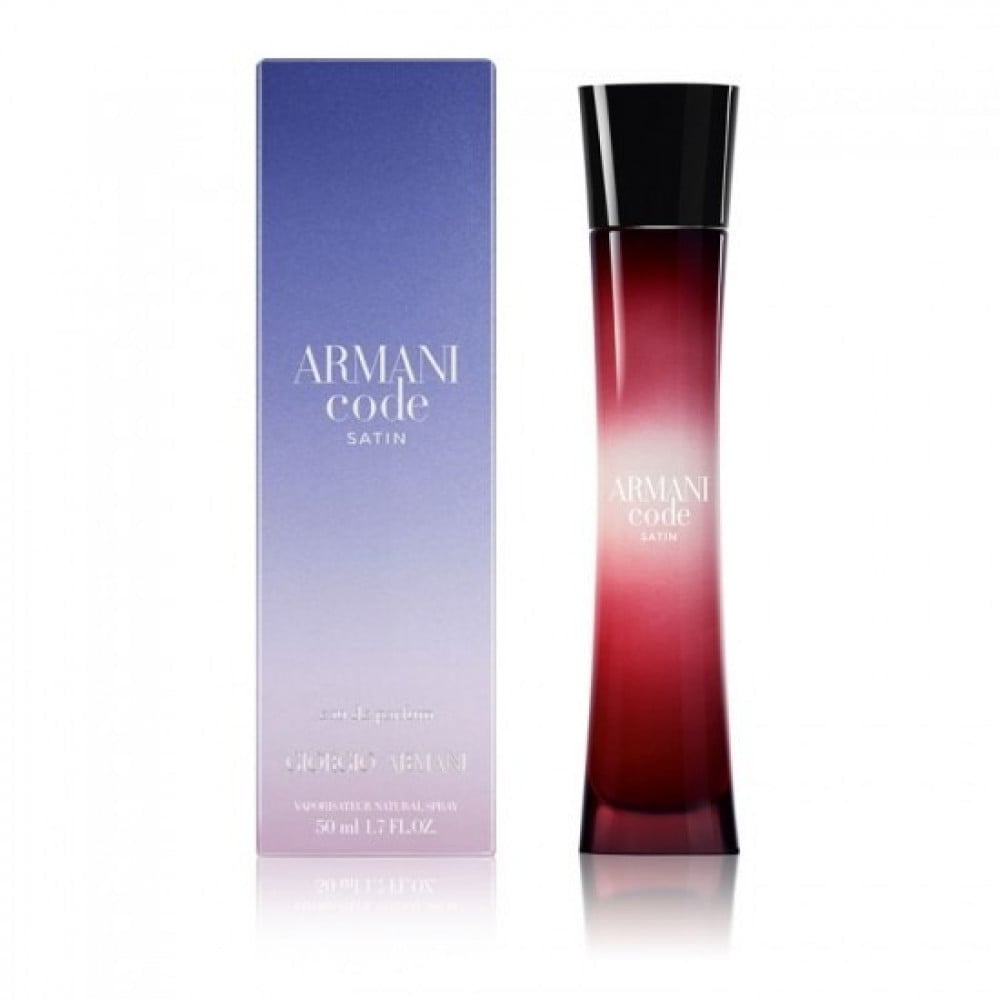 ARMANI
code
SATIN
eau de parfum
GIORGIO ARMANI
VAPORISATEUR NATURAL SPRAY
50 ml 1.7 FL.OZ.
ARMANI
code
SATIN